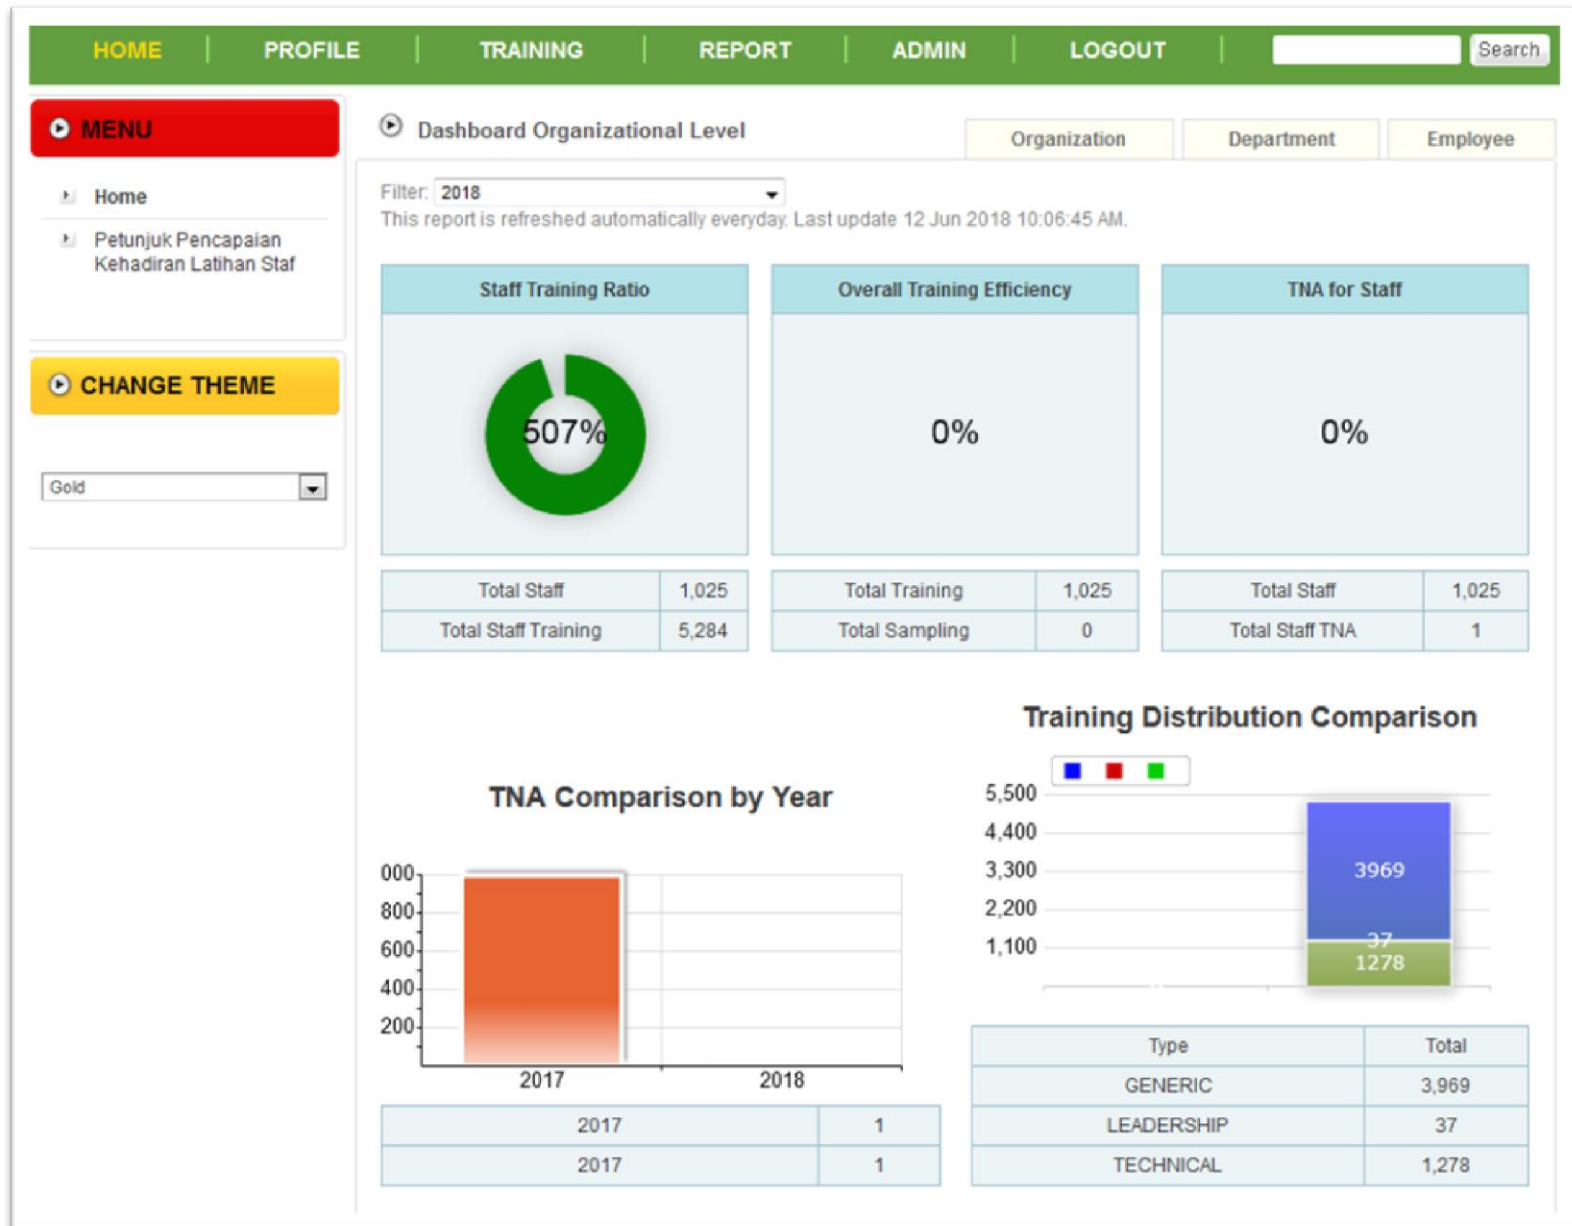 HOME PROFILE TRAINING REPORT ADMIN LOGOUT Search
MENU
Home
Petunjuk Pencapaian
Kehadiran Latihan Staf
CHANGE THEME
Gold
Dashboard Organizational Level
Organization Department Employee
Filter: 2018
This report is refreshed automatically everyday. Last update 12 Jun 2018 10:06:45 AM.
Staff Training Ratio
507%
Total Staff 1,025
Total Staff Training 5,284
Overall Training Efficiency
0%
Total Training 1,025
Total Sampling 0
TNA for Staff
0%
Total Staff 1,025
Total Staff TNA 1
TNA Comparison by Year
000
800
600
400
200
2017 2018
2017 1
2017 1
Training Distribution Comparison
5,500
4,400
3,300
2,200
1,100
3969
37
1278
Type Total
GENERIC 3,969
LEADERSHIP 37
TECHNICAL 1,278